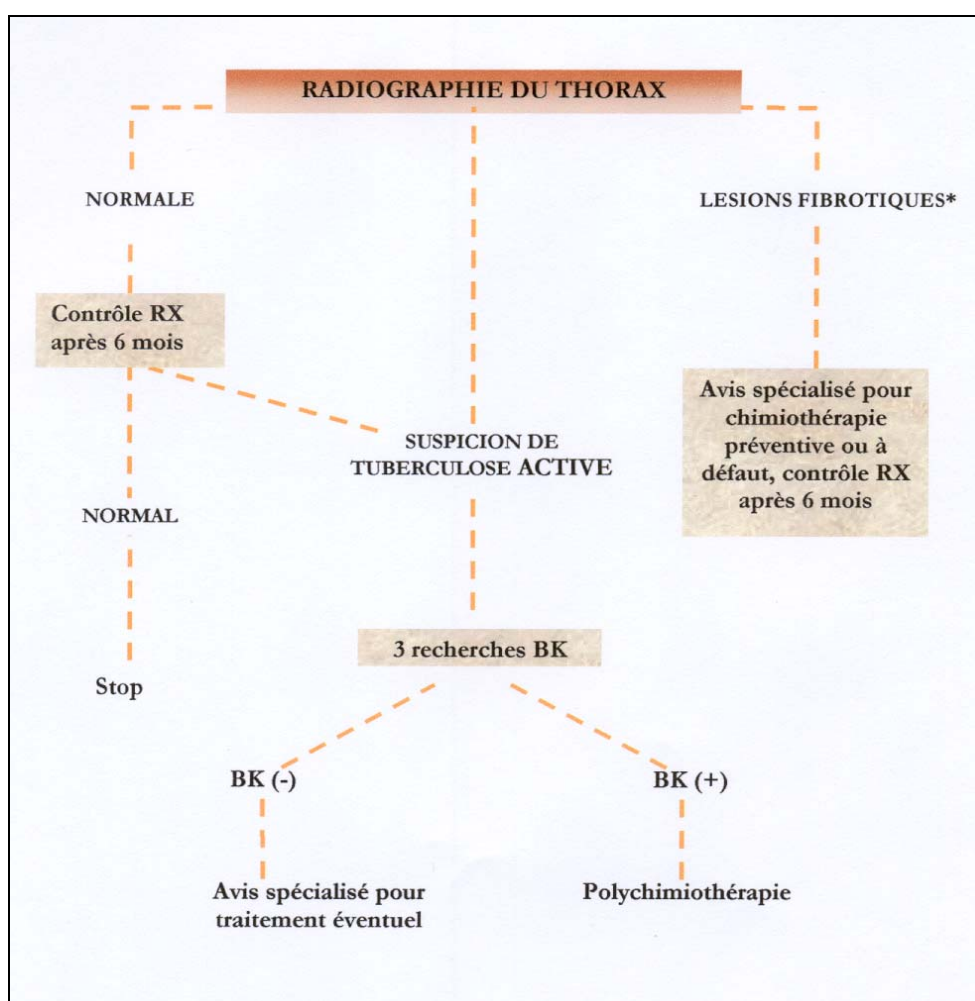 RADIOGRAPHIE DU THORAX
NORMALE
LESIONS FIBROTIQUES*
Contrôle RX
après 6 mois
Avis spécialisé pour
chimiothérapie
préventive ou à
défaut, contrôle RX
après 6 mois
SUSPICION DE
TUBERCULOSE ACTIVE
NORMAL
3 recherches BK
Stop
BK (-)
BK (+)
Avis spécialisé pour
traitement éventuel
Polychimiothérapie